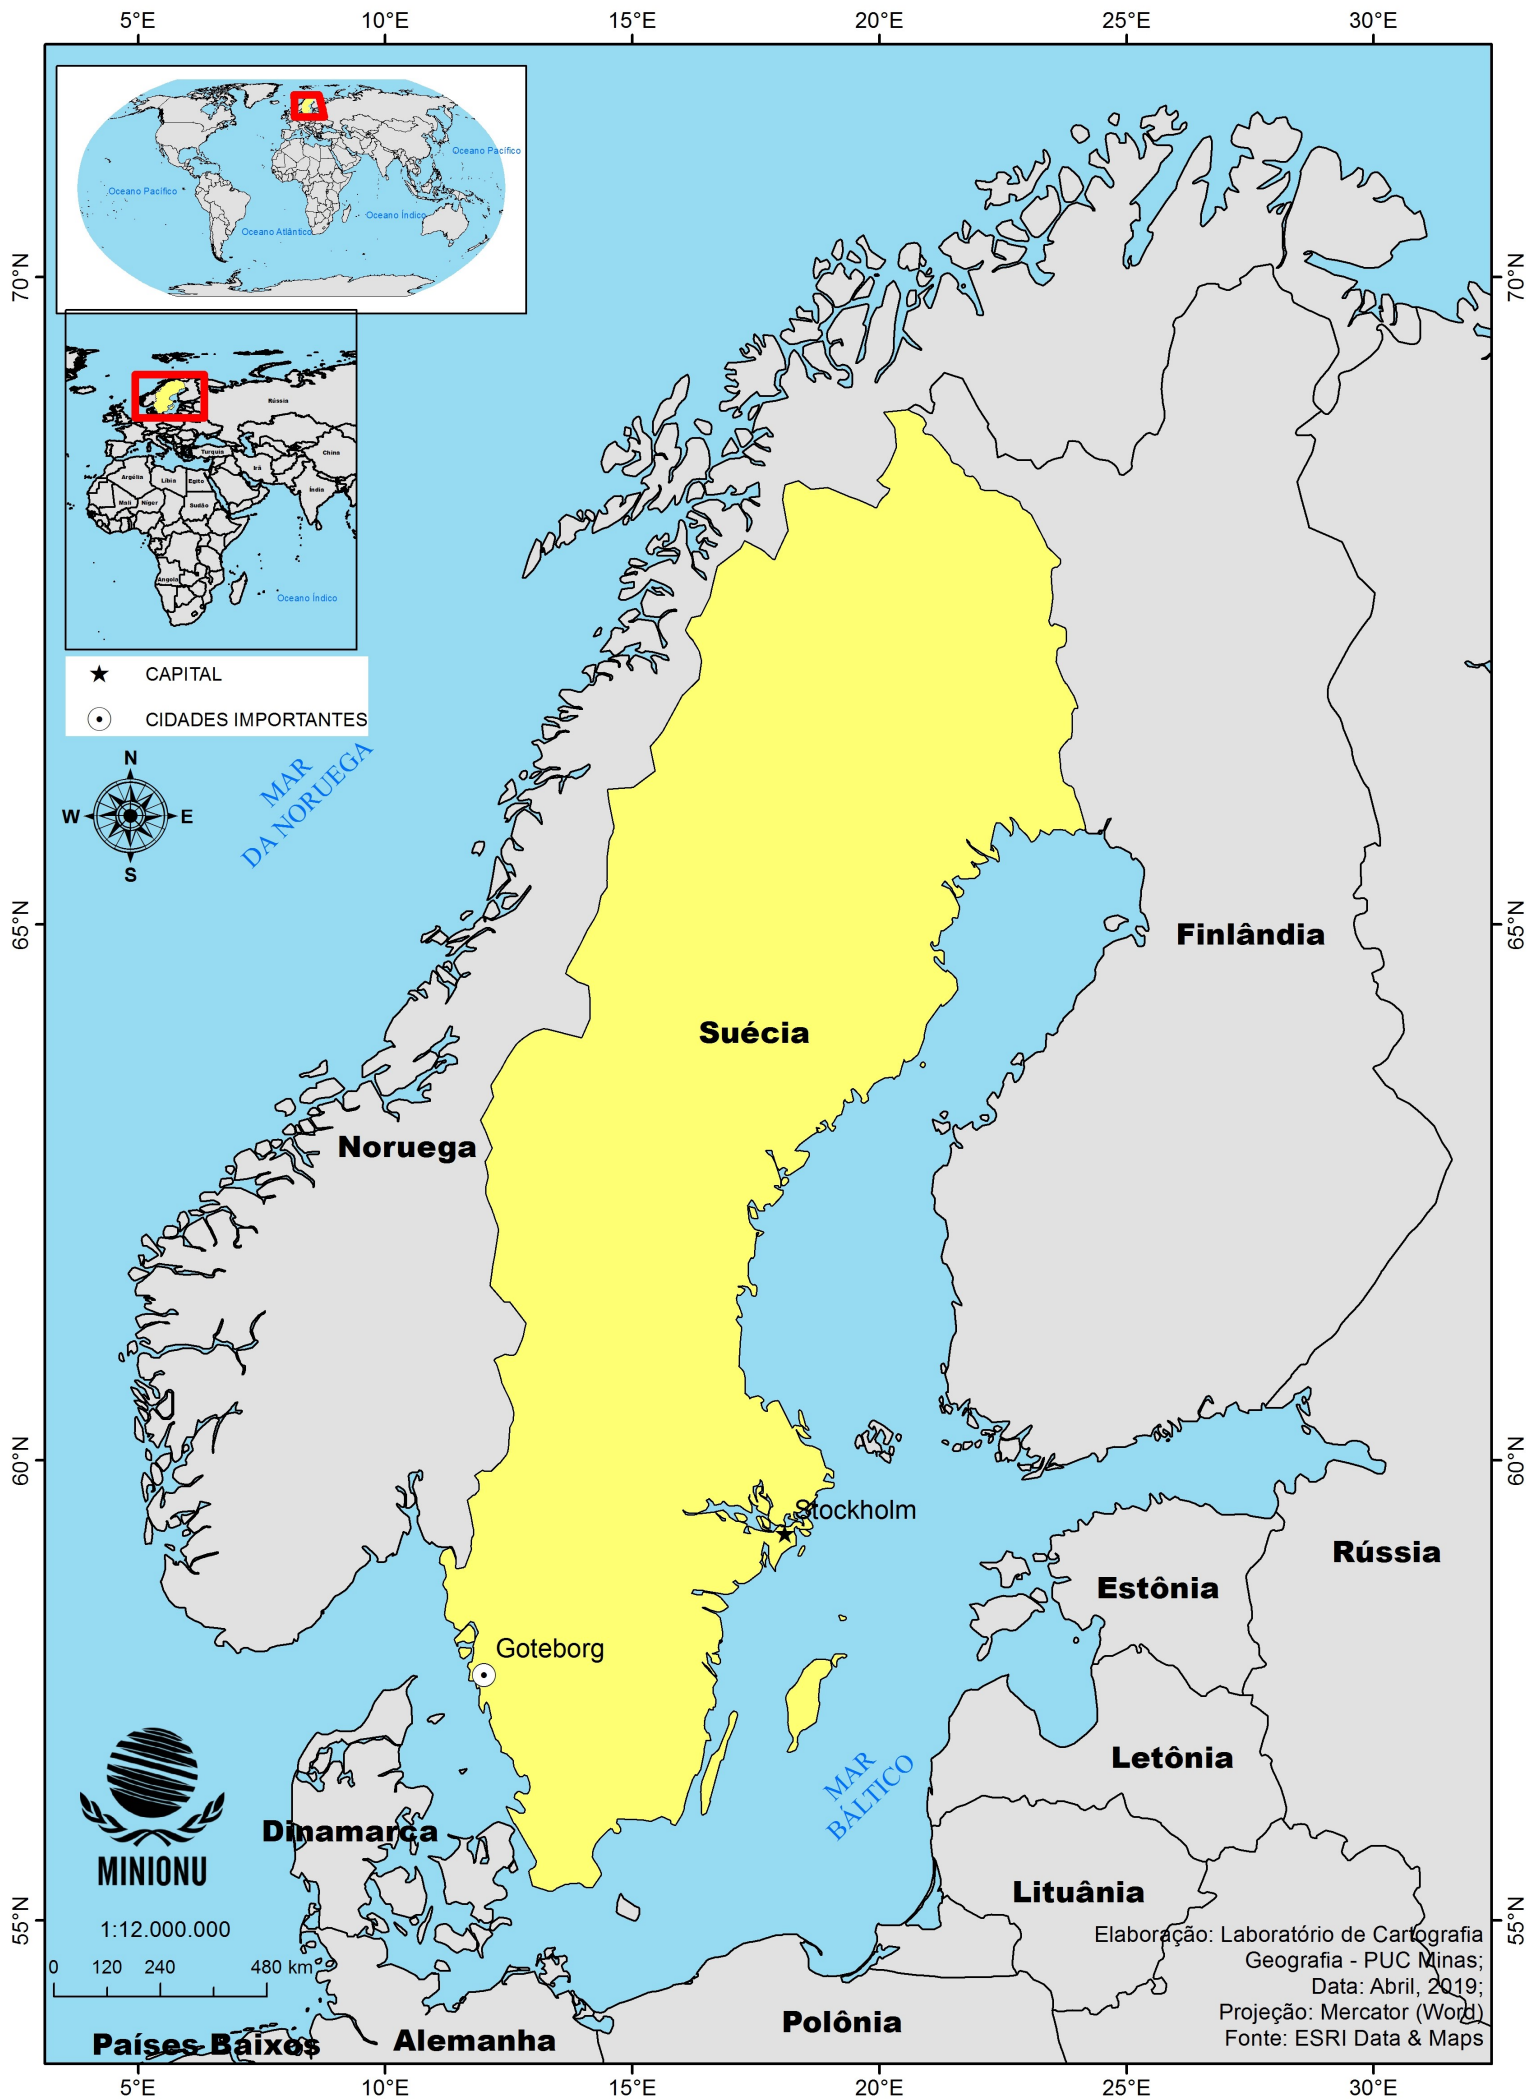 5°E 10°E 15°E 20°E 25°E 30°E
70°N 70°N
65°N 65°N
60°N 60°N
55°N 55°N
Oceano Pacífico
Oceano Pacífico
Oceano Índico
Oceano Atlântico
Rússia
Turquia
China
Irã
Argélia
Líbia
Egito
Índia
Mali
Níger
Sudão
Angola
Oceano Índico
CAPITAL
CIDADES IMPORTANTES
N
W E
S
MAR
DA NORUEGA
Finlândia
Suécia
Noruega
Stockholm
Rússia
Estônia
Goteborg
Letônia
MAR
BÁLTICO
Dinamarca
MINIONU
Lituânia
1:12.000.000
0 120 240 480 km
Elaboração: Laboratório de Cartografia
Geografia - PUC Minas;
Data: Abril, 2019;
Projeção: Mercator (Word)
Fonte: ESRI Data & Maps
Polônia
Alemanha
Países Baixos
5°E 10°E 15°E 20°E 25°E 30°E